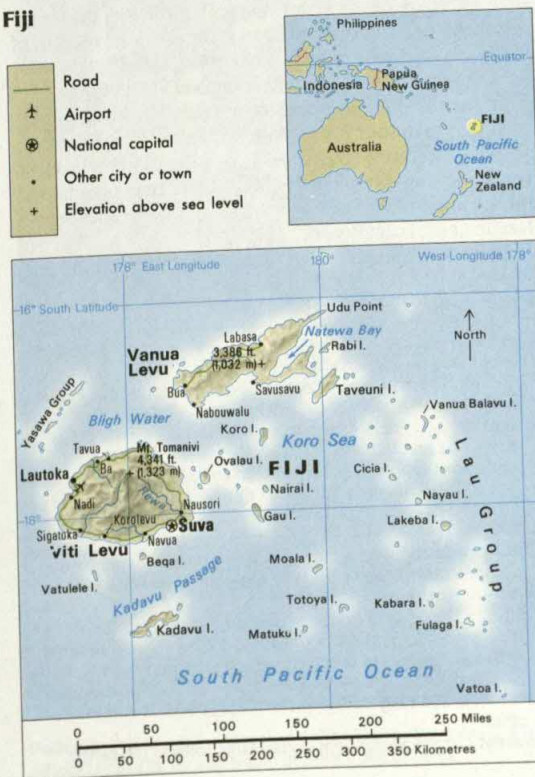 Fiji
Road
Airport
National capital
Other city or town
Elevation above sea level
Philippines
Equator
Indonesia
Papua
New Guinea
FIJI
Australia
South Pacific
Ocean
New
Zealand
178° East Longitude
180°
West Longitude 178°
16° South Latitude
Udu Point
Labasa
Natewa Bay
North
3,386 ft.
(1,032 m)+
Rabi I.
Vanua
Levu
Bua
Savusavu
Taveuni I.
Nabouwalu
Vanua Balavu I.
Yasawa Group
Bligh Water
Koro I.
Koro Sea
Lau Group
Tavua
Mt. Tomanivi
Ba
4,341 ft.
+ (1,323 m)
Ovalau I.
FIJI
Cicia I.
Lautoka
Nadi
Rewa
Nausori
Nairai I.
Nayau I.
18°
Korolevu
Suva
Gau I.
Lakeba I.
Sigatoka
Navua
Viti Levu
Beqa I.
Moala I.
Vatulele I.
Kadavu Passage
Totoya I.
Kabara I.
Kadavu I.
Matuku I.
Fulaga I.
South Pacific Ocean
Vatoa I.
0 50 100 150 200 250 Miles
0 50 100 150 200 250 300 350 Kilometres